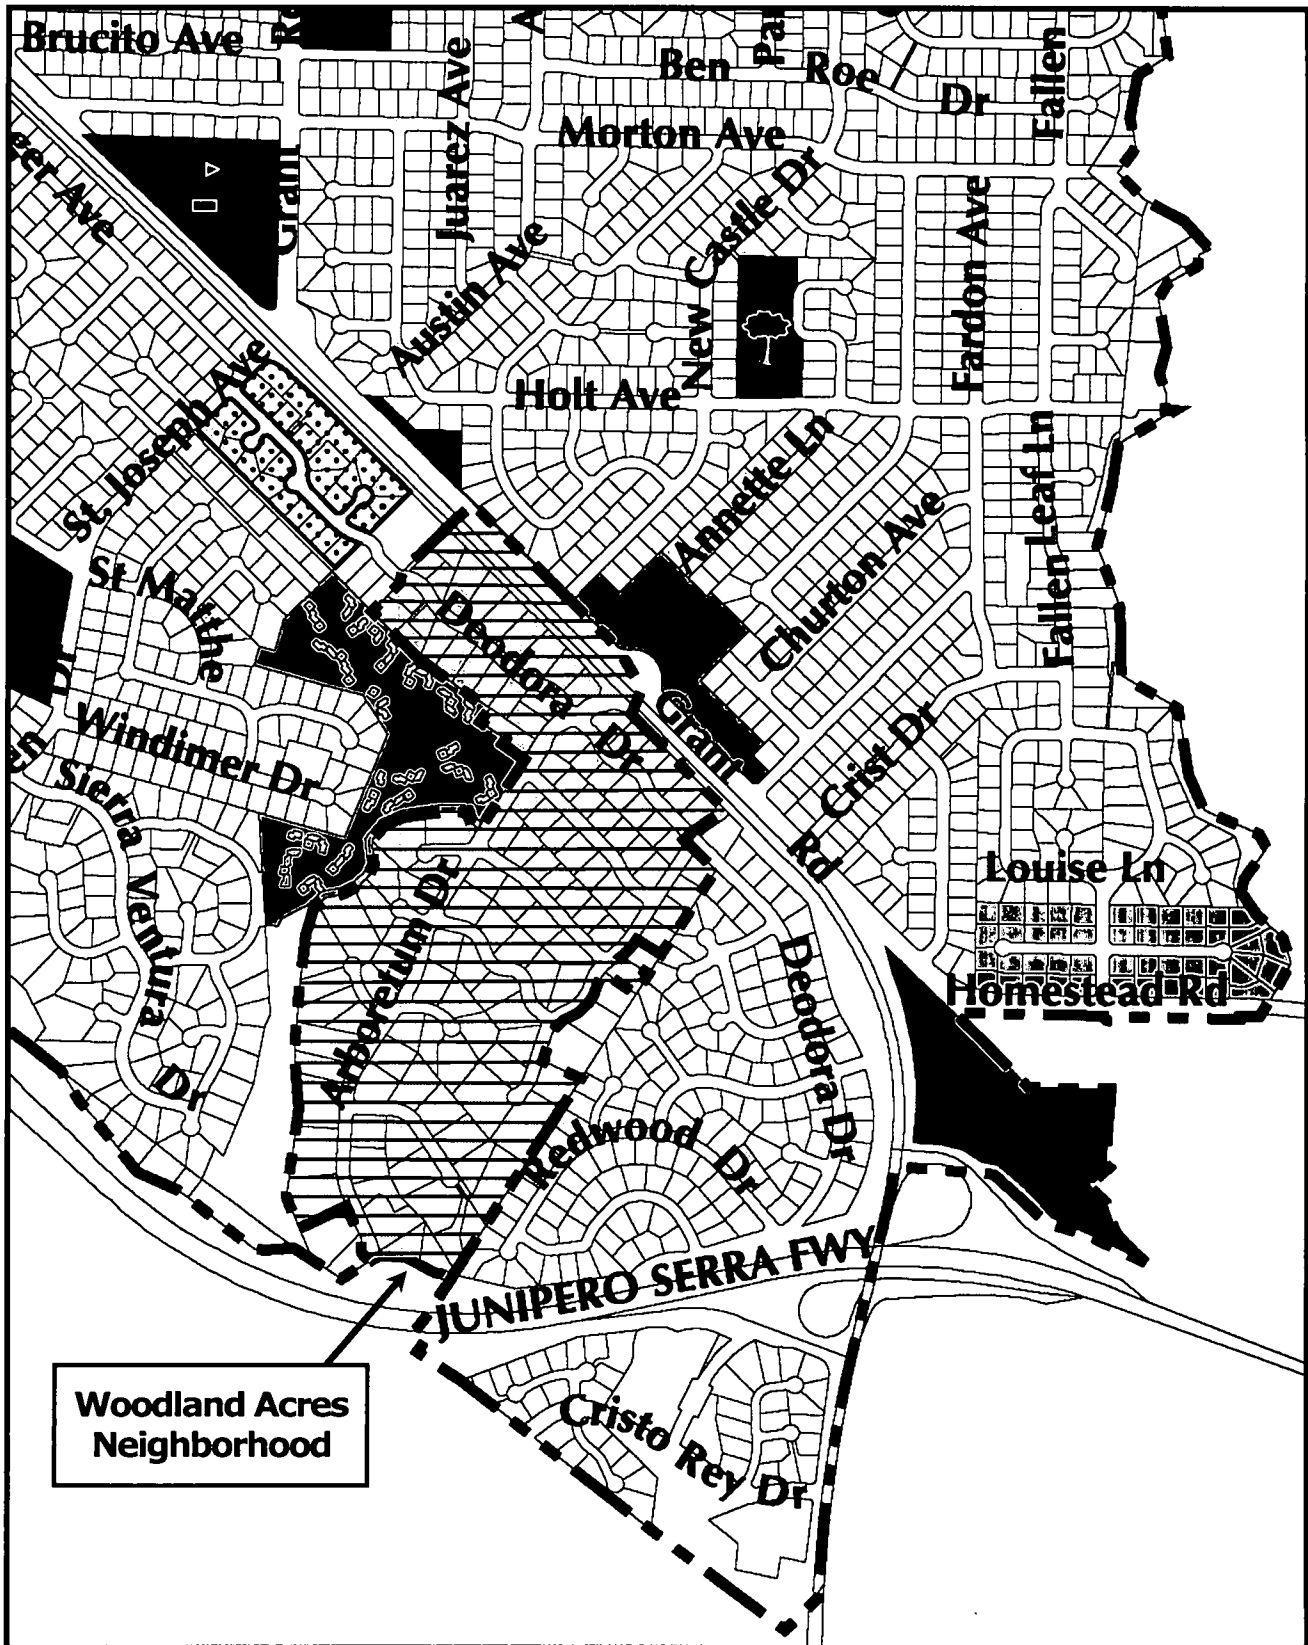 Brucito Ave
Juarez Ave
Ben Roe Dr
Fallen
Morton Ave
Grant
Austin Ave
New Castle Dr
Fardon Ave
St. Joseph Ave
Holt Ave
Annette Ln
Fallen Leaf Ln
St Matthe
Churton Ave
Deodora Dr
Dr
Windimer Dr
Grant Rd
Crist Dr
Sierra Ventura Dr
Arboretum Dr
Louise Ln
Deodora Dr
Homestead Rd
Redwood Dr
JUNIPERO SERRA FWY
Woodland Acres
Neighborhood
Cristo Rey Dr